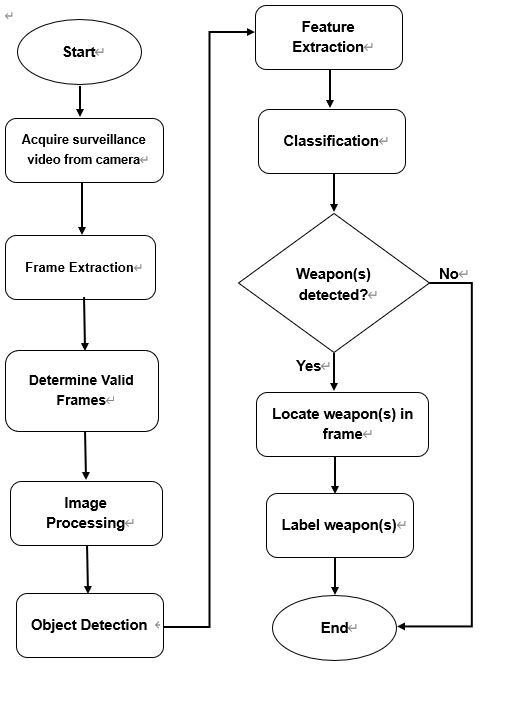 Start
Acquire surveillance
video from camera
Frame Extraction
Determine Valid
Frames
Image
Processing
Object Detection
Feature
Extraction
Classification
Weapon(s)
detected?
No
Yes
Locate weapon(s) in
frame
Label weapon(s)
End